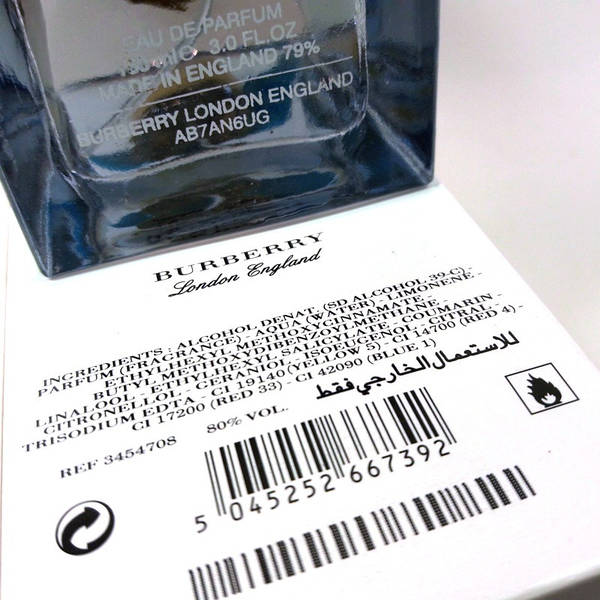 EAU DE PARFUM
100 ml ℮ 3.0 FL.OZ
MADE IN ENGLAND 79%
BURBERRY LONDON ENGLAND
AB7AN6UG
BURBERRY
London England
INGREDIENTS : ALCOHOL DENAT. (SD ALCOHOL 39-C) -
PARFUM (FRAGRANCE) - AQUA (WATER) - LIMONENE -
ETHYLHEXYL METHOXYCINNAMATE -
BUTYL METHOXYDIBENZOYLMETHANE -
ETHYLHEXYL SALICYLATE - COUMARIN -
LINALOOL - EUGENOL - CITRAL -
CITRONELLOL - GERANIOL - ISOEUGENOL - CI 14700 (RED 4) -
TRISODIUM EDTA - CI 19140 (YELLOW 5) -
CI 17200 (RED 33) - CI 42090 (BLUE 1)
للاستعمال الخارجي فقط
80% VOL.
REF 3454708
5 045252 667392